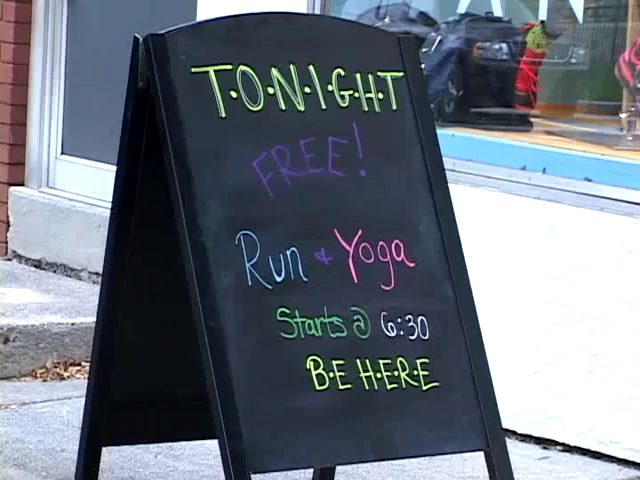 T·O·N·I·G·H·T
FREE!
Run & Yoga
Starts @ 6:30
B·E H·E·R·E